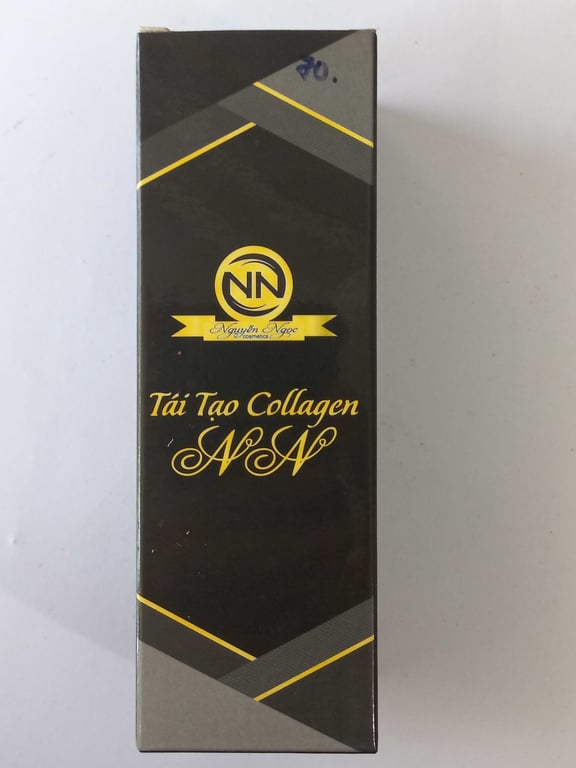 70.
NN
Nguyễn Ngọc
cosmetics
Tái Tạo Collagen
NN